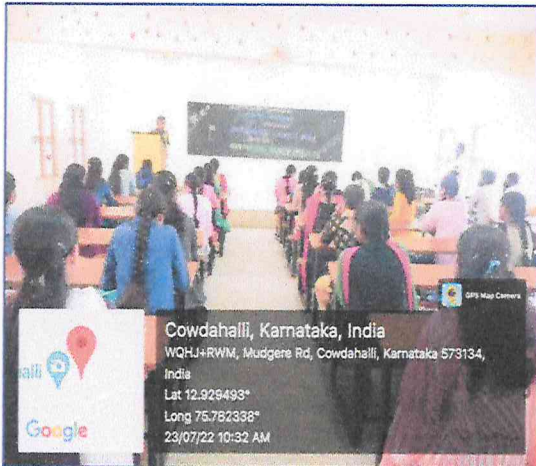 GPS Map Camera
Cowdahalli, Karnataka, India
WQHJ+RWM, Mudgere Rd, Cowdahalli, Karnataka 573134,
India
Lat 12.929493°
Long 75.782338°
23/07/22 10:32 AM
alli
Google